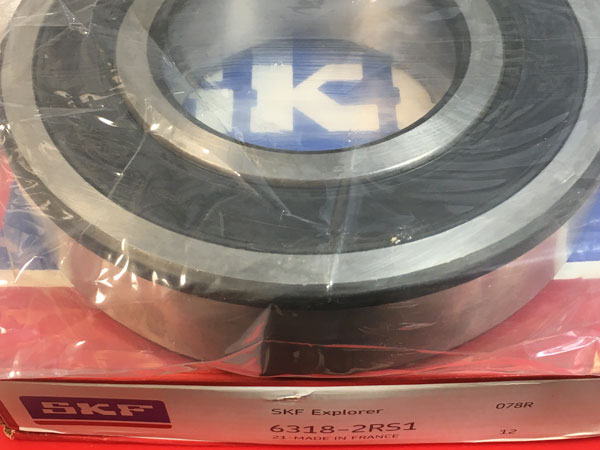 SKF
SKF
SKF Explorer
078R
6318-2RS1
12
21-MADE IN FRANCE